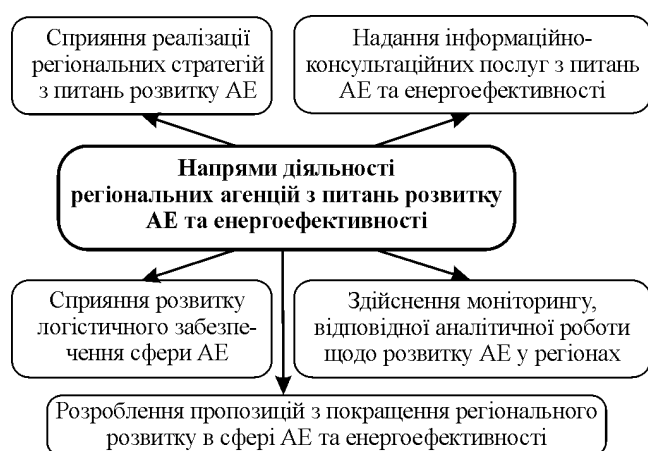 Сприяння реалізації
регіональних стратегій
з питань розвитку АЕ
Надання інформаційно-
консультаційних послуг з питань
АЕ та енергоефективності
Напрями діяльності
регіональних агенцій з питань розвитку
АЕ та енергоефективності
Сприяння розвитку
логістичного забезпе-
чення сфери АЕ
Здійснення моніторингу,
відповідної аналітичної роботи
щодо розвитку АЕ у регіонах
Розроблення пропозицій з покращення регіонального
розвитку в сфері АЕ та енергоефективності